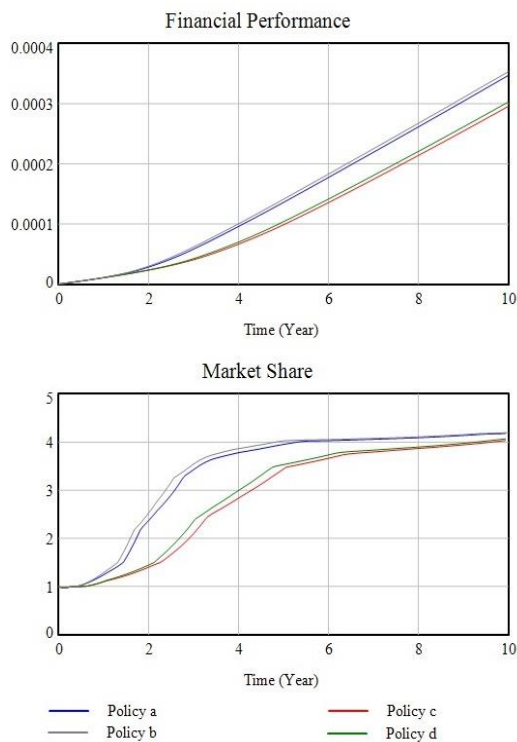 Financial Performance
0.0004
0.0003
0.0002
0.0001
0
0 2 4 6 8 10
Time (Year)
Market Share
5
4
3
2
1
0
0 2 4 6 8 10
Time (Year)
Policy a Policy c
Policy b Policy d